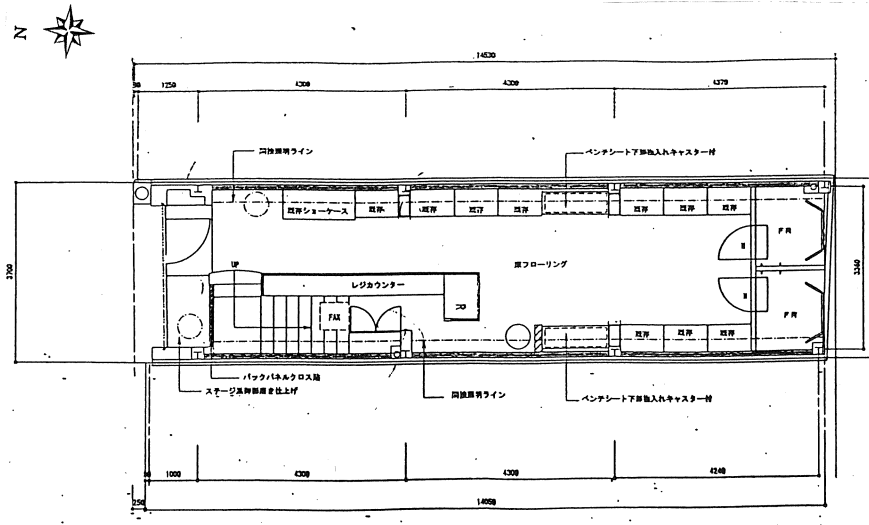 N
14530
1250
4300
4300
4370
間接照明ライン
ベンチシート下部物入れキャスター付
既存ショーケース
既存
既存
既存
既存
既存
既存
既存
3700
UP
床フローリング
レジカウンター
FAX
F R
F R
3340
既存
既存
既存
バックパネルクロス貼
ステージ黒御影磨き仕上げ
間接照明ライン
ベンチシート下部物入れキャスター付
1000
4300
4300
4240
250
14050